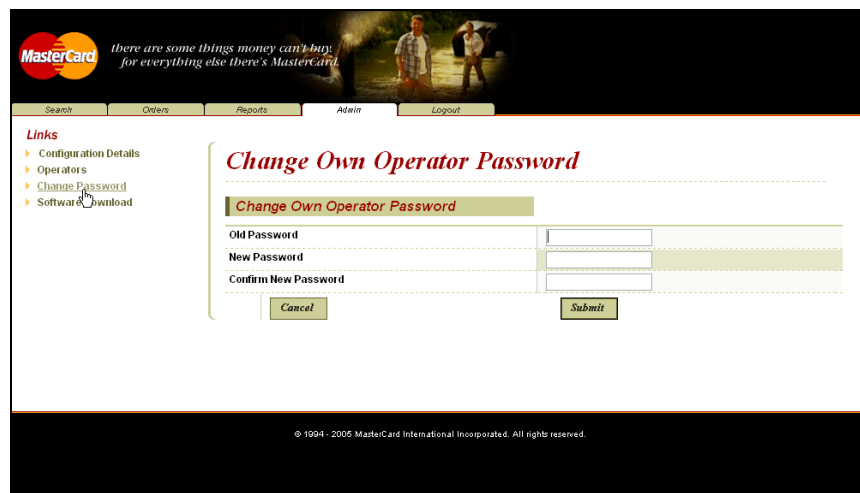 MasterCard
there are some things money can't buy.
for everything else there's MasterCard.
Search Orders Reports Admin Logout
Links
Configuration Details
Operators
Change Password
Software Download
Change Own Operator Password
Change Own Operator Password
Old Password
New Password
Confirm New Password
Cancel Submit
© 1994 - 2005 MasterCard International Incorporated. All rights reserved.